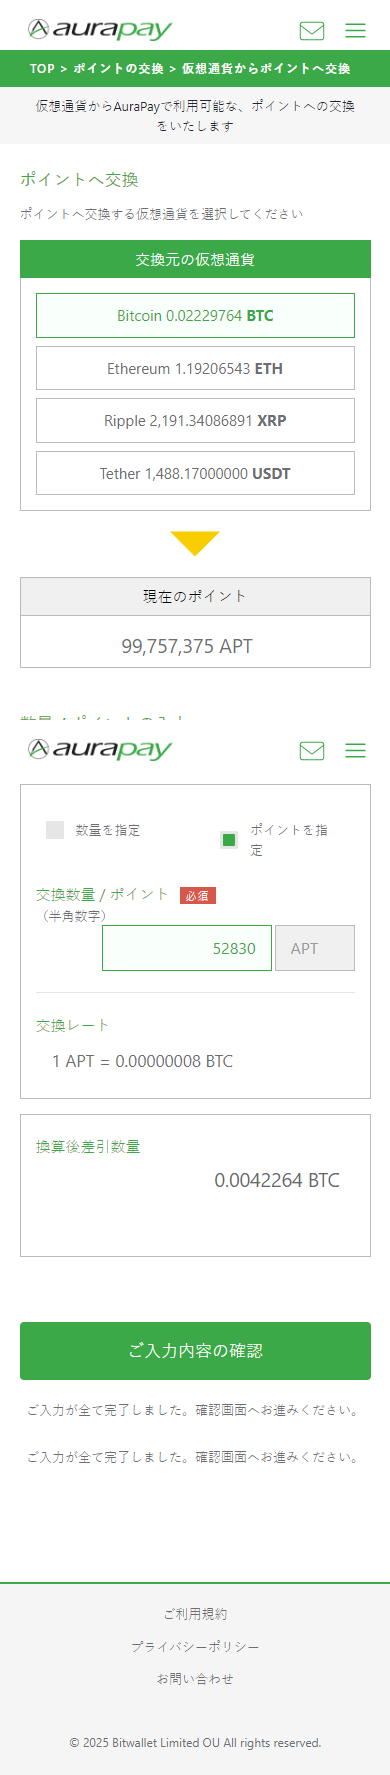 aurapay
TOP > ポイントの交換 > 仮想通貨からポイントへ交換
仮想通貨からAuraPayで利用可能な、ポイントへの交換
をいたします
ポイントへ交換
ポイントへ交換する仮想通貨を選択してください
交換元の仮想通貨
Bitcoin 0.02229764 BTC
Ethereum 1.19206543 ETH
Ripple 2,191.34086891 XRP
Tether 1,488.17000000 USDT
現在のポイント
99,757,375 APT
数量 / ポイントの入力
aurapay
数量を指定
ポイントを指
定
交換数量 / ポイント 必須
（半角数字）
52830 APT
交換レート
1 APT = 0.00000008 BTC
換算後差引数量
0.0042264 BTC
ご入力内容の確認
ご入力が全て完了しました。確認画面へお進みください。
ご入力が全て完了しました。確認画面へお進みください。
ご利用規約
プライバシーポリシー
お問い合わせ
© 2025 Bitwallet Limited OU All rights reserved.